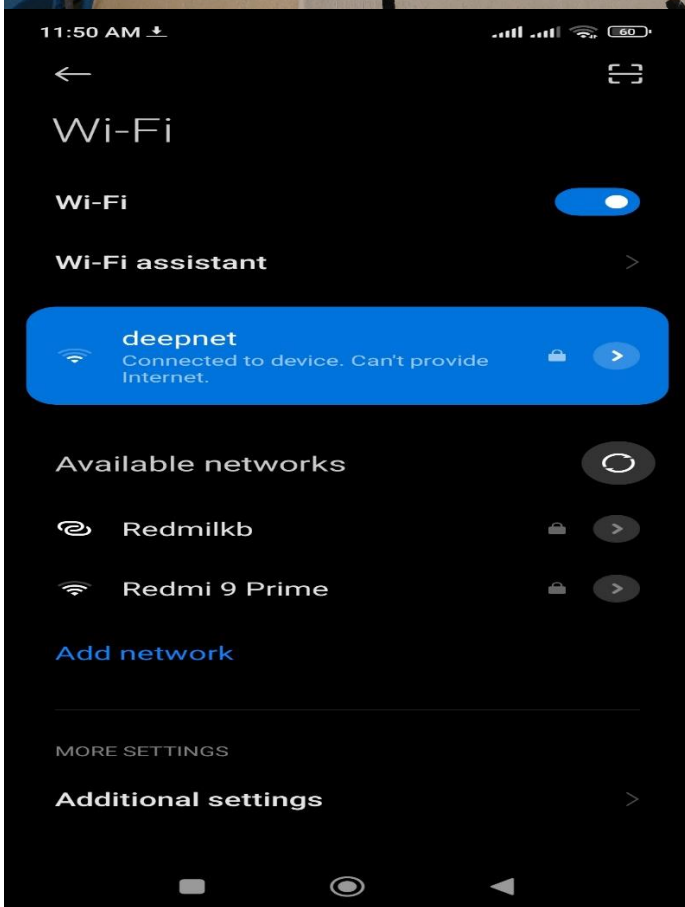 11:50 AM
60
Wi-Fi
Wi-Fi
Wi-Fi assistant
deepnet
Connected to device. Can't provide
Internet.
Available networks
Redmilkb
Redmi 9 Prime
Add network
MORE SETTINGS
Additional settings